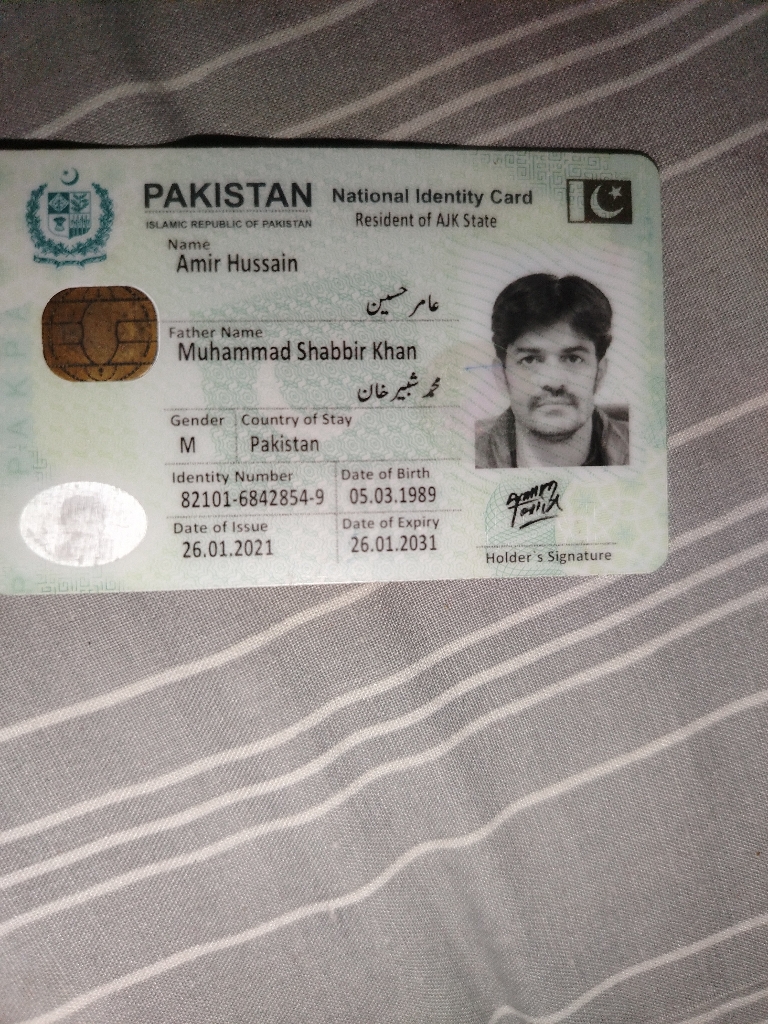 PAKISTAN National Identity Card
ISLAMIC REPUBLIC OF PAKISTAN Resident of AJK State
Name
Amir Hussain
عامر حسین
Father Name
Muhammad Shabbir Khan
محمد شبیر خان
Gender Country of Stay
M Pakistan
Identity Number Date of Birth
82101-6842854-9 05.03.1989
Date of Issue Date of Expiry
26.01.2021 26.01.2031
Holder`s Signature